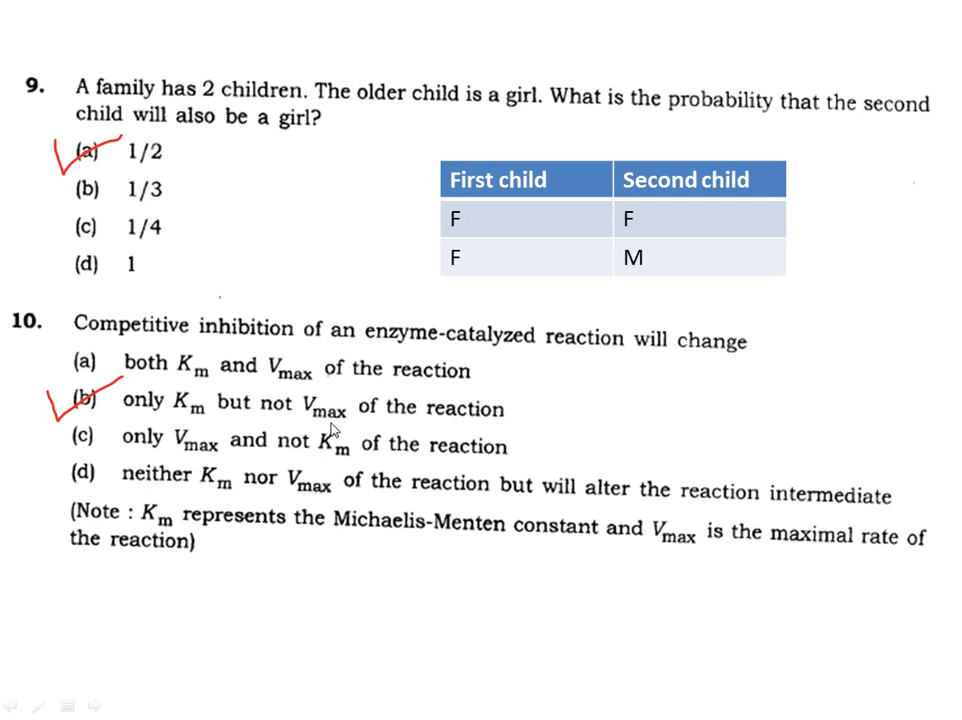 9. A family has 2 children. The older child is a girl. What is the probability that the second
child will also be a girl?
(a) 1/2
(b) 1/3
(c) 1/4
(d) 1
First child Second child
F F
F M
10. Competitive inhibition of an enzyme-catalyzed reaction will change
(a) both Km and Vmax of the reaction
(b) only Km but not Vmax of the reaction
(c) only Vmax and not Km of the reaction
(d) neither Km nor Vmax of the reaction but will alter the reaction intermediate
(Note : Km represents the Michaelis-Menten constant and Vmax is the maximal rate of
the reaction)